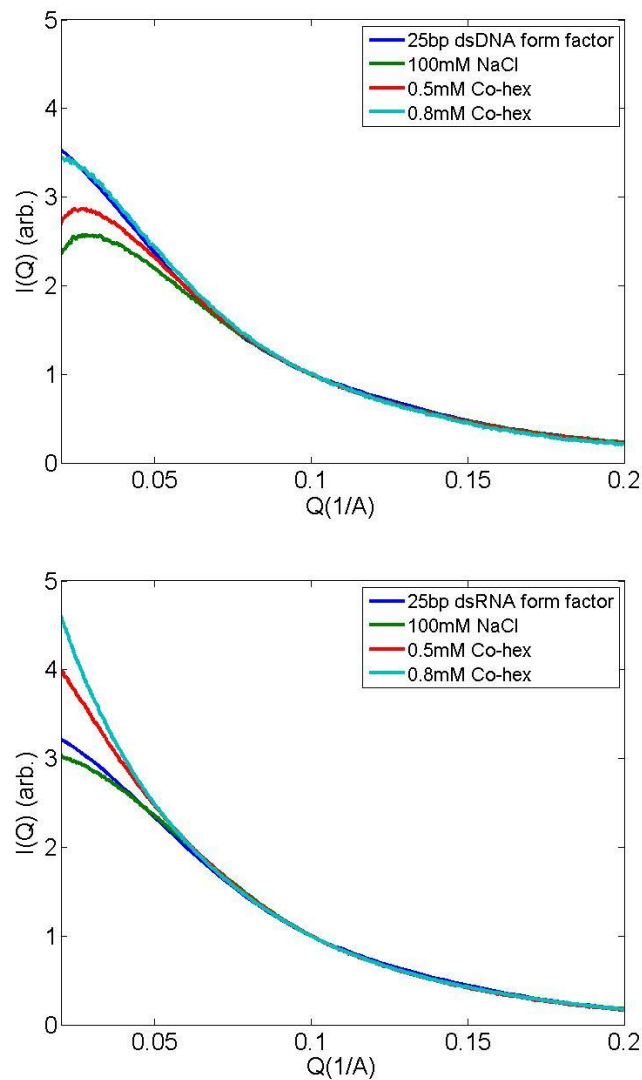 5
25bp dsDNA form factor
100mM NaCl
0.5mM Co-hex
0.8mM Co-hex
4
3
I(Q) (arb.)
2
1
0
0.05 0.1 0.15 0.2
Q(1/A)
5
25bp dsRNA form factor
100mM NaCl
0.5mM Co-hex
0.8mM Co-hex
4
3
I(Q) (arb.)
2
1
0
0.05 0.1 0.15 0.2
Q(1/A)